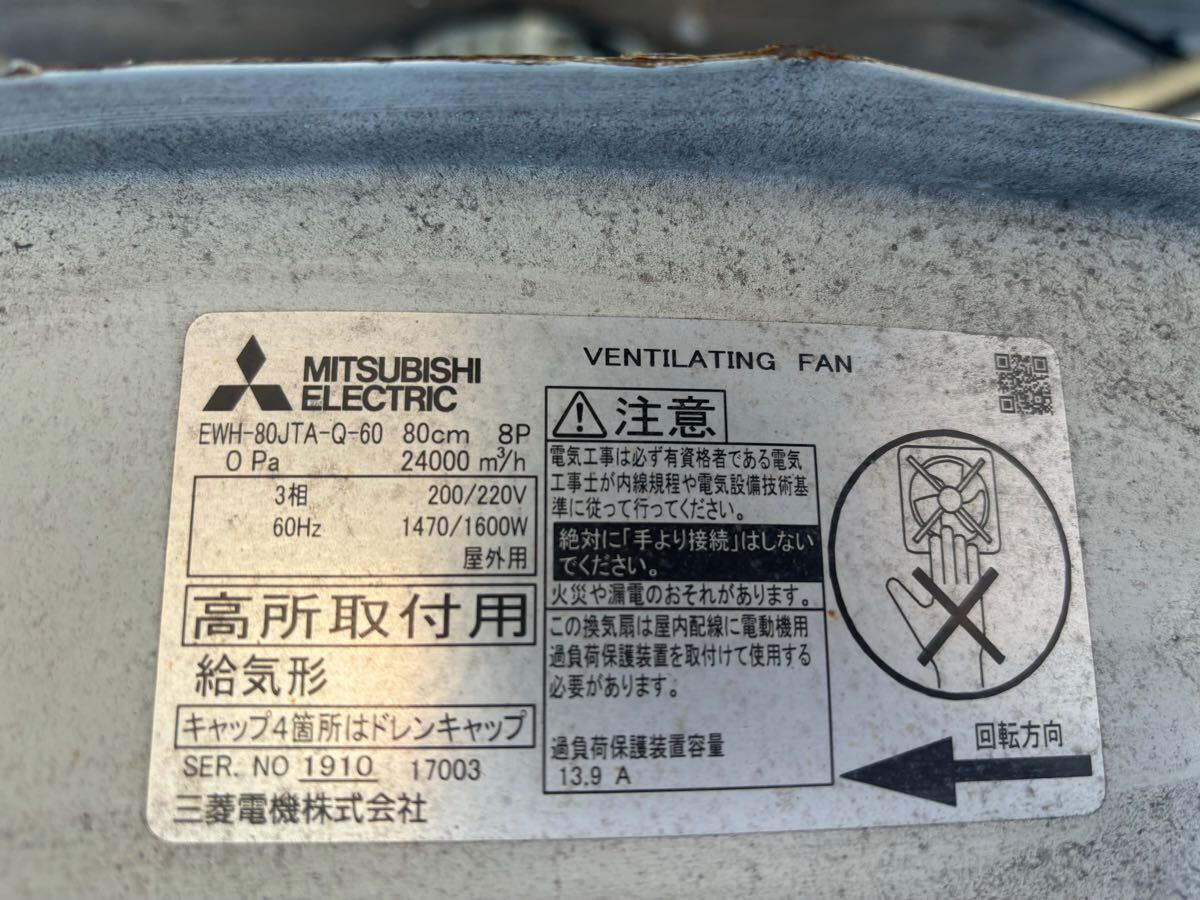 MITSUBISHI
ELECTRIC
EWH-80JTA-Q-60 80cm 8P
0 Pa 24000 m³/h
3相 200/220V
60Hz 1470/1600W
屋外用
高所取付用
給気形
キャップ4箇所はドレンキャップ
SER. NO 1910 17003
三菱電機株式会社
VENTILATING FAN
注意
電気工事は必ず有資格者である電気
工事士が内線規程や電気設備技術基
準に従って行ってください。
絶対に「手より接続」はしない
でください。
火災や漏電のおそれがあります。
この換気扇は屋内配線に電動機用
過負荷保護装置を取付けて使用する
必要があります。
過負荷保護装置容量
13.9 A
回転方向